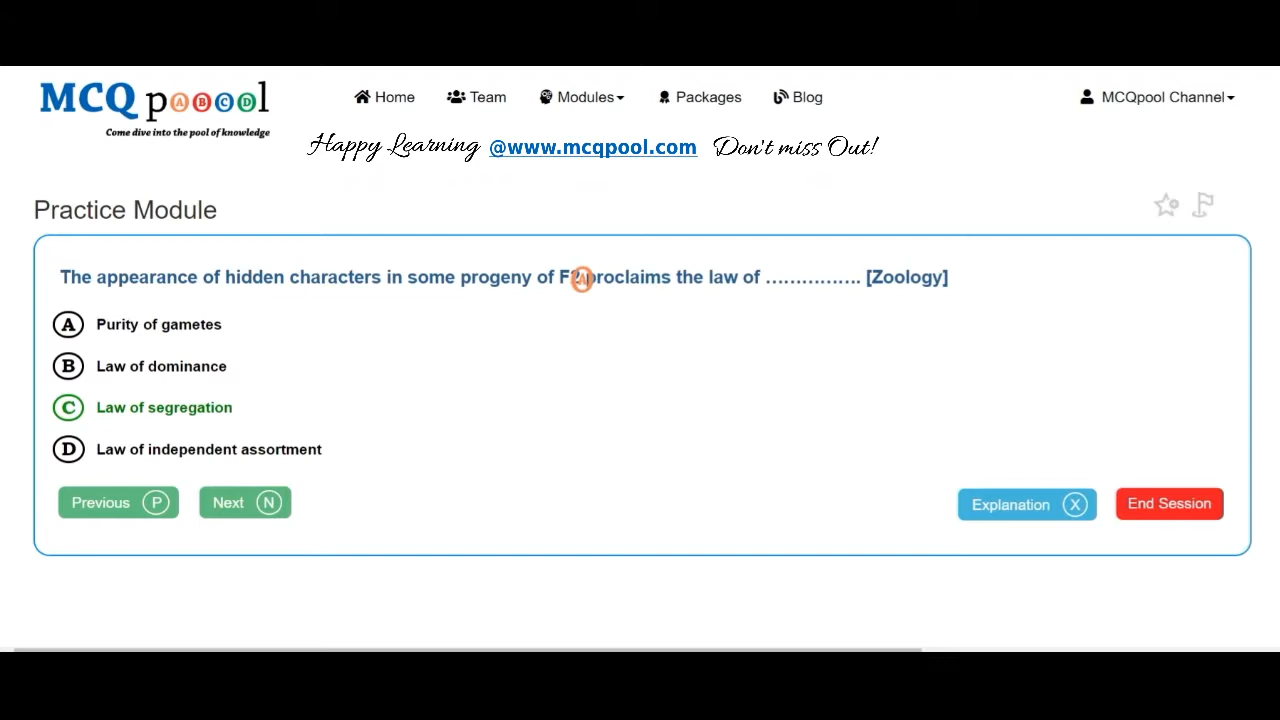 MCQ pooool
Come dive into the pool of knowledge
Home Team Modules Packages Blog MCQpool Channel
Happy Learning @www.mcqpool.com Don't miss Out!
Practice Module
The appearance of hidden characters in some progeny of F2 proclaims the law of …………… [Zoology]
A Purity of gametes
B Law of dominance
C Law of segregation
D Law of independent assortment
Previous P Next N Explanation X End Session